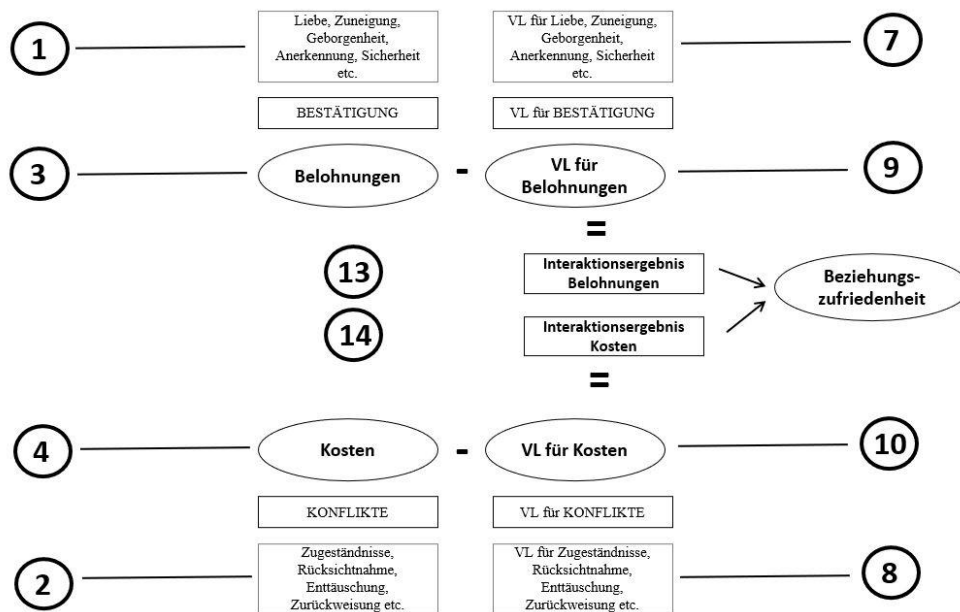 1
Liebe, Zuneigung,
Geborgenheit,
Anerkennung, Sicherheit
etc.
VL für Liebe, Zuneigung,
Geborgenheit,
Anerkennung, Sicherheit
etc.
7
BESTÄTIGUNG
VL für BESTÄTIGUNG
3
Belohnungen
-
VL für
Belohnungen
9
=
13
Interaktionsergebnis
Belohnungen
Beziehungs-
zufriedenheit
14
Interaktionsergebnis
Kosten
=
4
Kosten
-
VL für Kosten
10
KONFLIKTE
VL für KONFLIKTE
2
Zugeständnisse,
Rücksichtnahme,
Enttäuschung,
Zurückweisung etc.
VL für Zugeständnisse,
Rücksichtnahme,
Enttäuschung,
Zurückweisung etc.
8